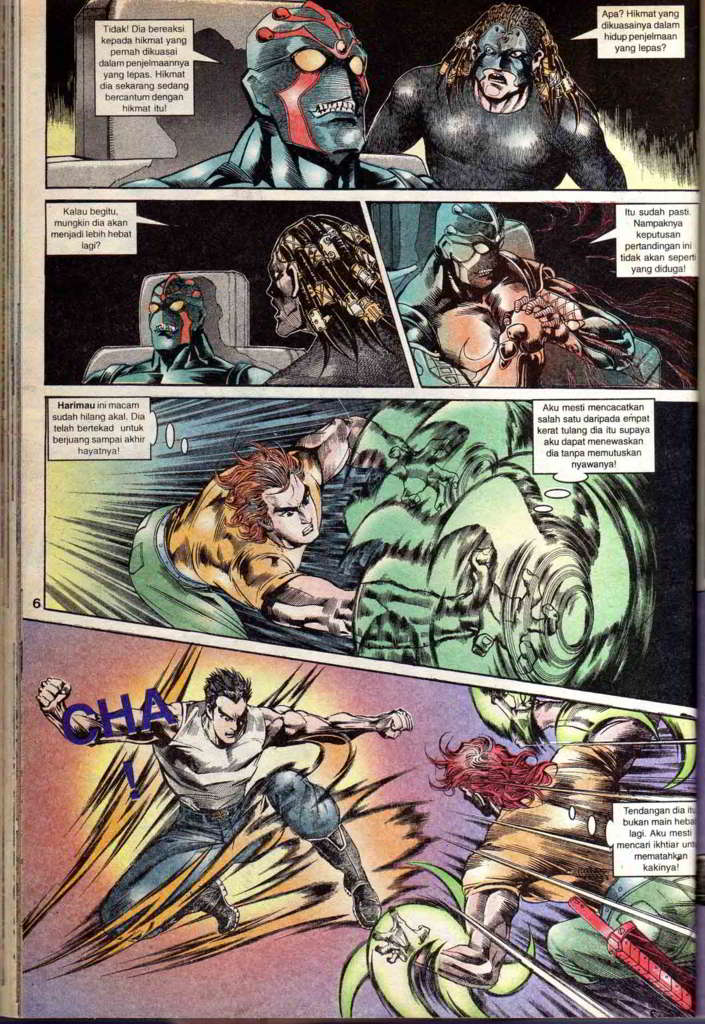 Tidak! Dia bereaksi
kepada hikmat yang
pernah dikuasai
dalam penjelmaannya
yang lepas. Hikmat
dia sekarang sedang
bercantum dengan
hikmat itu!
Apa? Hikmat yang
dikuasainya dalam
hidup penjelmaan
yang lepas?
Kalau begitu,
mungkin dia akan
menjadi lebih hebat
lagi?
Itu sudah pasti.
Nampaknya
keputusan
pertandingan ini
tidak akan seperti
yang diduga!
Harimau ini macam
sudah hilang akal. Dia
telah bertekad untuk
berjuang sampai akhir
hayatnya!
Aku mesti mencacatkan
salah satu daripada empat
kerat tulang dia itu supaya
aku dapat menewaskan
dia tanpa memutuskan
nyawanya!
6
CHA
!
Tendangan dia itu
bukan main heba
lagi. Aku mesti
mencari ikhtiar unt
mematahkan
kakinya!